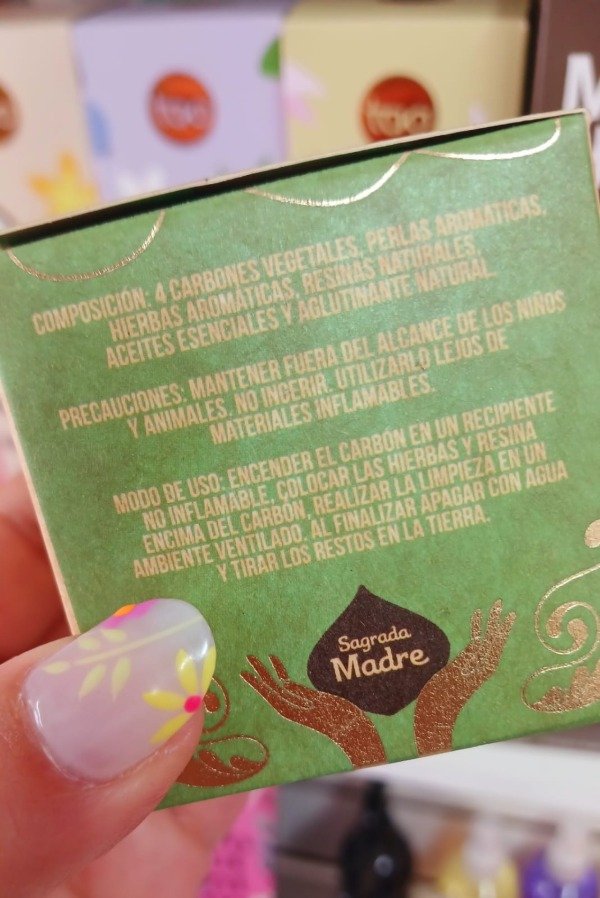 COMPOSICIÓN: 4 CARBONES VEGETALES, PERLAS AROMÁTICAS,
HIERBAS AROMÁTICAS, RESINAS NATURALES,
ACEITES ESENCIALES Y AGLUTINANTE NATURAL.
PRECAUCIONES: MANTENER FUERA DEL ALCANCE DE LOS NIÑOS
Y ANIMALES. NO INGERIR. UTILIZARLO LEJOS DE
MATERIALES INFLAMABLES.
MODO DE USO: ENCENDER EL CARBÓN EN UN RECIPIENTE
NO INFLAMABLE. COLOCAR LAS HIERBAS Y RESINA
ENCIMA DEL CARBÓN, REALIZAR LA LIMPIEZA EN UN
AMBIENTE VENTILADO. AL FINALIZAR APAGAR CON AGUA
Y TIRAR LOS RESTOS EN LA TIERRA.
Sagrada
Madre